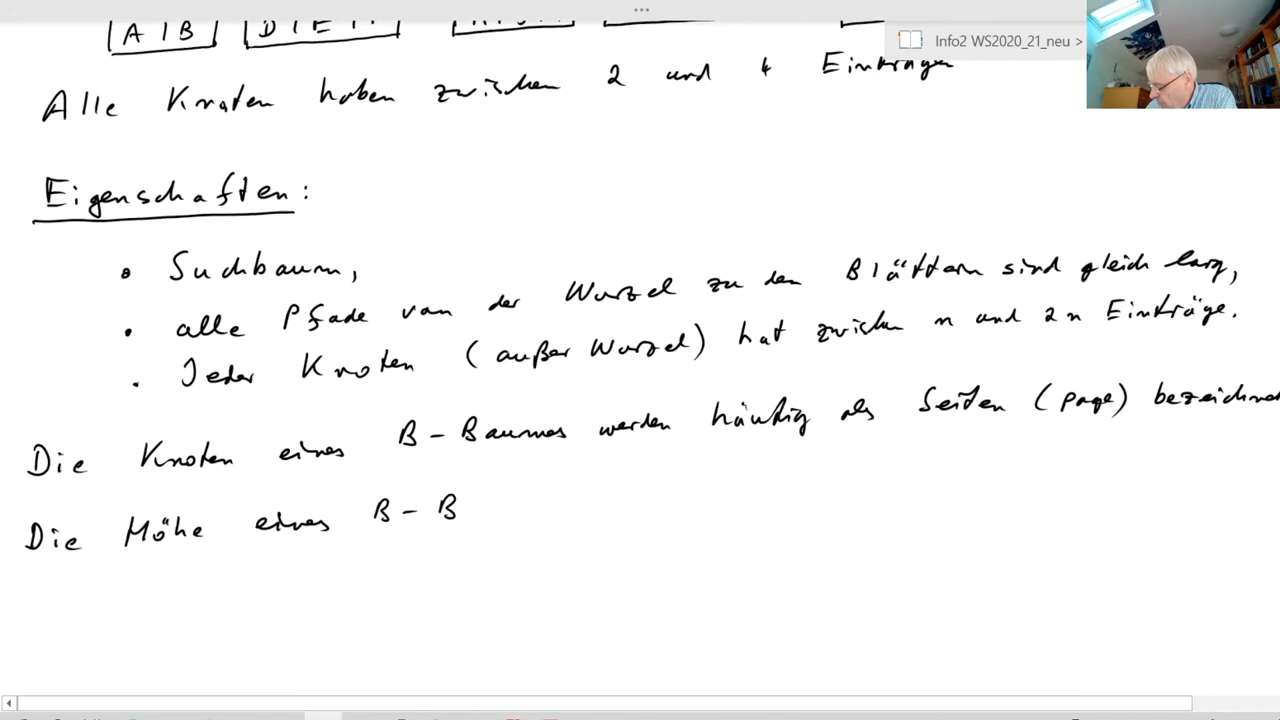 A | B D | E
Info2 WS2020_21_neu >
Alle Knoten haben zwischen 2 und 4 Einträgen
Eigenschaften:
• Suchbaum,
• alle Pfade von der Wurzel zu den Blättern sind gleich lang,
• Jeder Knoten (außer Wurzel) hat zwischen n und 2n Einträge.
Die Knoten eines B-Baumes werden häufig als Seiten (page) bezeichnet
Die Höhe eines B-B